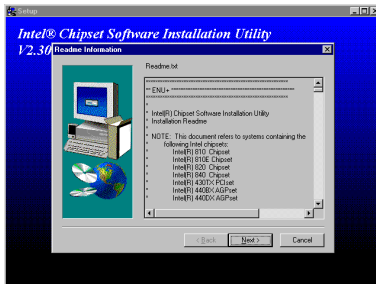 Setup
Intel® Chipset Software Installation Utility
V2.30
Readme Information
Readme.txt
** ENU+ **
*
* Intel(R) Chipset Software Installation Utility
* Installation Readme
*
* NOTE: This document refers to systems containing the
* following Intel chipsets:
* Intel(R) 810 Chipset
* Intel(R) 810E Chipset
* Intel(R) 820 Chipset
* Intel(R) 840 Chipset
* Intel(R) 430TX PCIset
* Intel(R) 440BX AGPset
* Intel(R) 440DX AGPset
< Back
Next >
Cancel